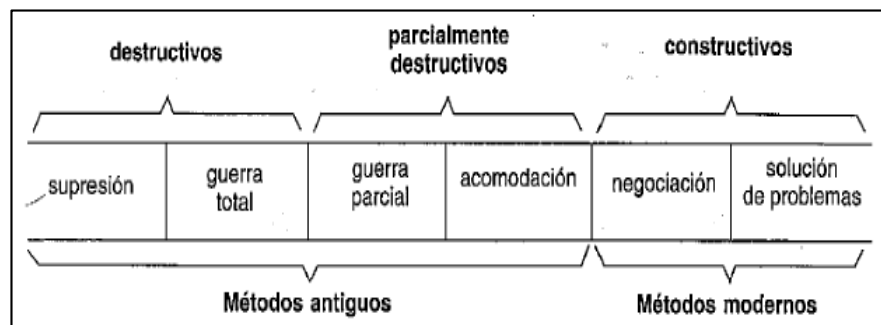 destructivos
parcialmente
destructivos
constructivos
supresión
guerra
total
guerra
parcial
acomodación
negociación
solución
de problemas
Métodos antiguos
Métodos modernos